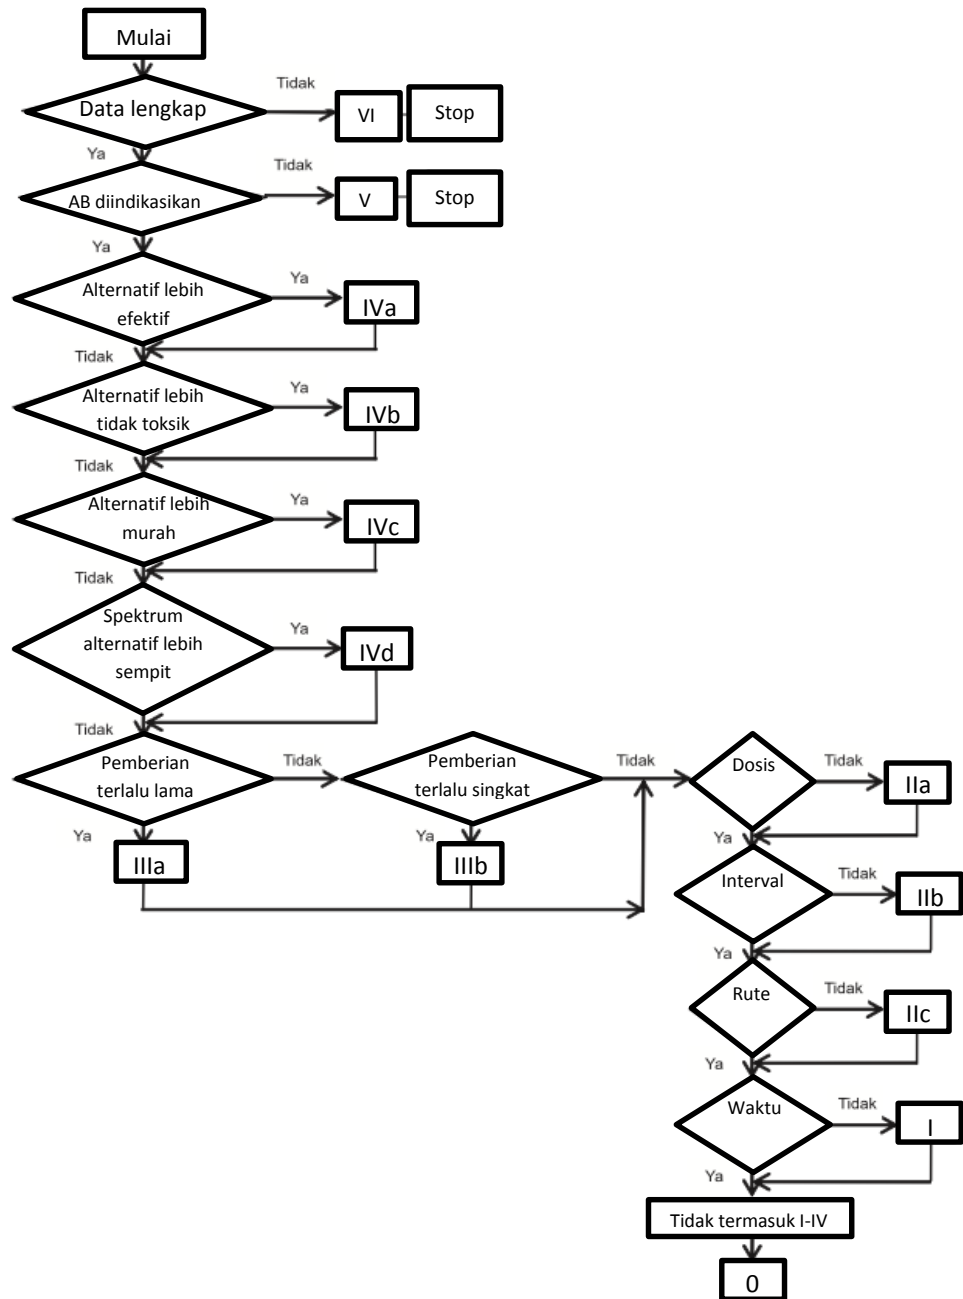 Mulai
Tidak
Data lengkap
VI
Stop
Ya
Tidak
AB diindikasikan
V
Stop
Ya
Alternatif lebih
efektif
Ya
IVa
Tidak
Alternatif lebih
tidak toksik
Ya
IVb
Tidak
Alternatif lebih
murah
Ya
IVc
Tidak
Spektrum
alternatif lebih
sempit
Ya
IVd
Tidak
Pemberian
terlalu lama
Tidak
Pemberian
terlalu singkat
Tidak
Dosis
Tidak
IIa
Ya
IIIa
Ya
IIIb
Ya
Interval
Tidak
IIb
Ya
Rute
Tidak
IIc
Ya
Waktu
Tidak
I
Ya
Tidak termasuk I-IV
0